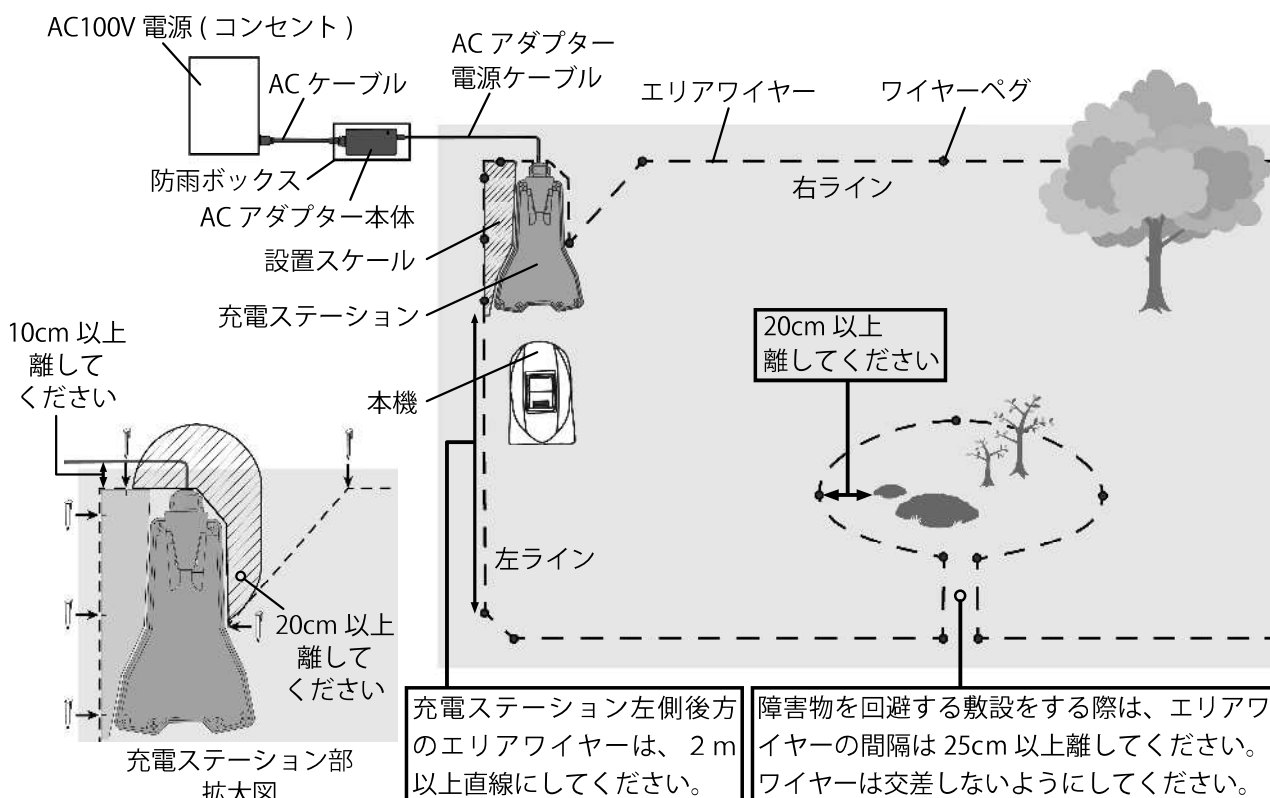 AC100V 電源 ( コンセント )
AC ケーブル
AC アダプター
電源ケーブル
エリアワイヤー
ワイヤーペグ
防雨ボックス
AC アダプター本体
設置スケール
充電ステーション
右ライン
本機
20cm 以上
離してください
10cm 以上
離して
ください
左ライン
20cm 以上
離して
ください
充電ステーション部
拡大図
充電ステーション左側後方
のエリアワイヤーは、 2 m
以上直線にしてください。
障害物を回避する敷設をする際は、エリアワ
イヤーの間隔は 25cm 以上離してください。
ワイヤーは交差しないようにしてください。